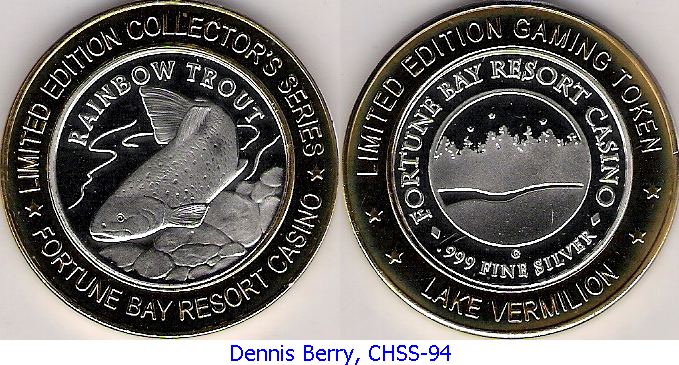 LIMITED EDITION COLLECTOR'S SERIES
RAINBOW TROUT
FORTUNE BAY RESORT CASINO
LIMITED EDITION GAMING TOKEN
FORTUNE BAY RESORT CASINO
G
.999 FINE SILVER
LAKE VERMILION
Dennis Berry, CHSS-94